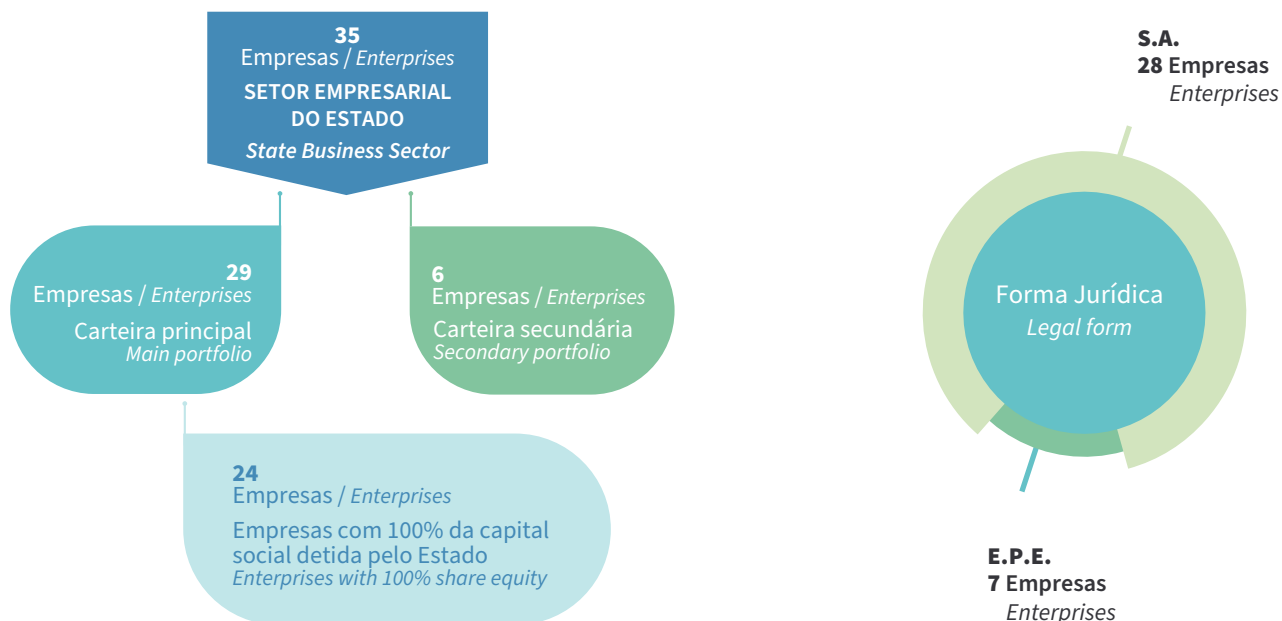 35
Empresas / Enterprises
SETOR EMPRESARIAL
DO ESTADO
State Business Sector
29
Empresas / Enterprises
Carteira principal
Main portfolio
6
Empresas / Enterprises
Carteira secundária
Secondary portfolio
24
Empresas / Enterprises
Empresas com 100% da capital
social detida pelo Estado
Enterprises with 100% share equity
S.A.
28 Empresas
Enterprises
Forma Jurídica
Legal form
E.P.E.
7 Empresas
Enterprises